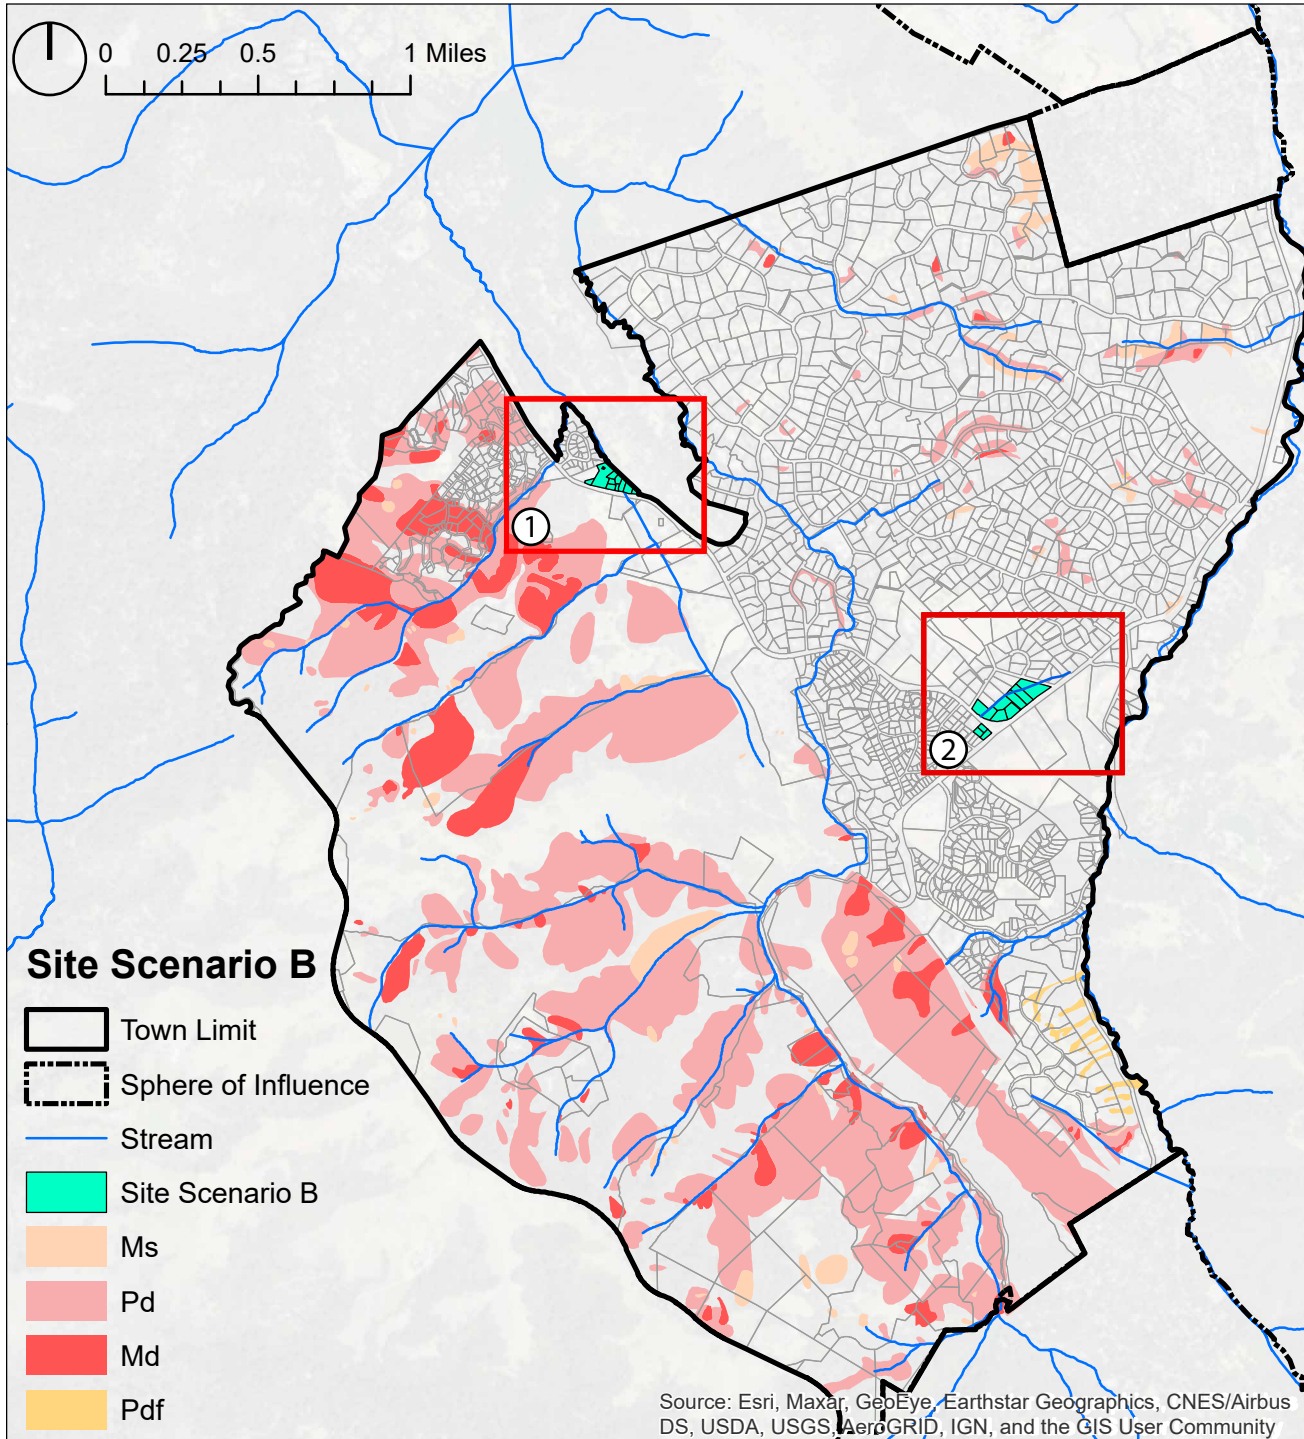 0 0.25 0.5 1 Miles
1
2
Site Scenario B
Town Limit
Sphere of Influence
Stream
Site Scenario B
Ms
Pd
Md
Pdf
Source: Esri, Maxar, GeoEye, Earthstar Geographics, CNES/Airbus
DS, USDA, USGS, AeroGRID, IGN, and the GIS User Community